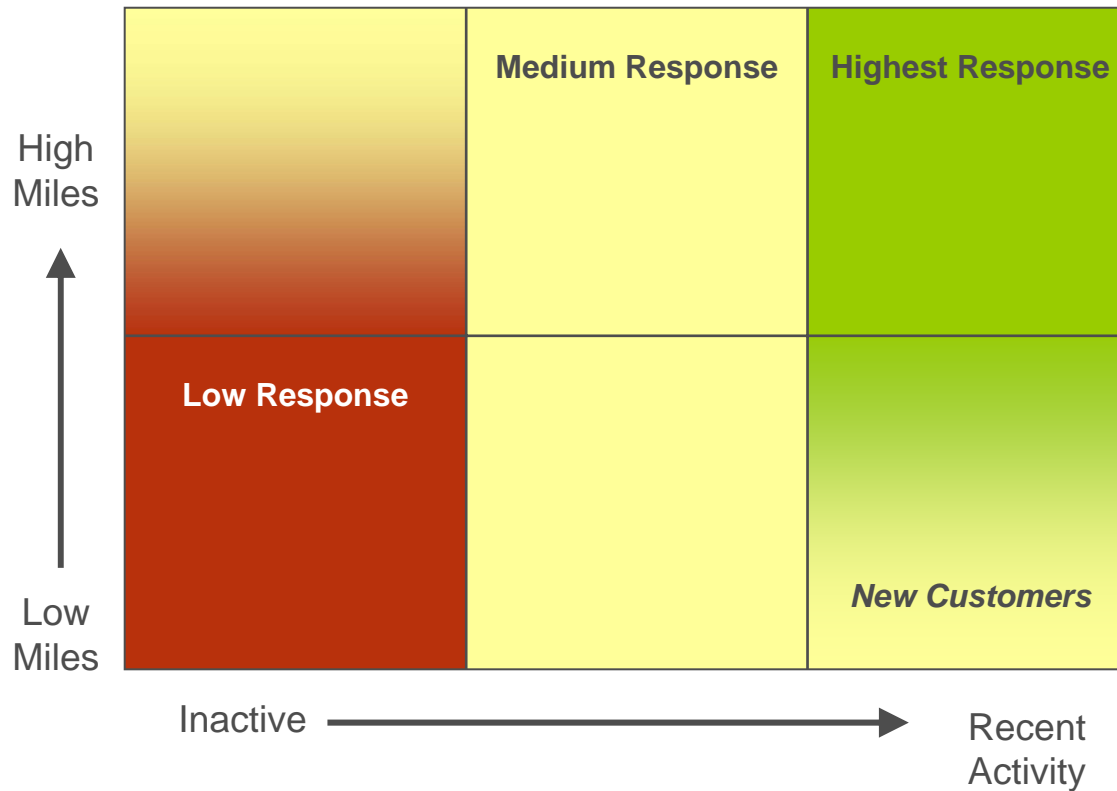 Medium Response
Highest Response
High
Miles
Low Response
New Customers
Low
Miles
Inactive
Recent
Activity